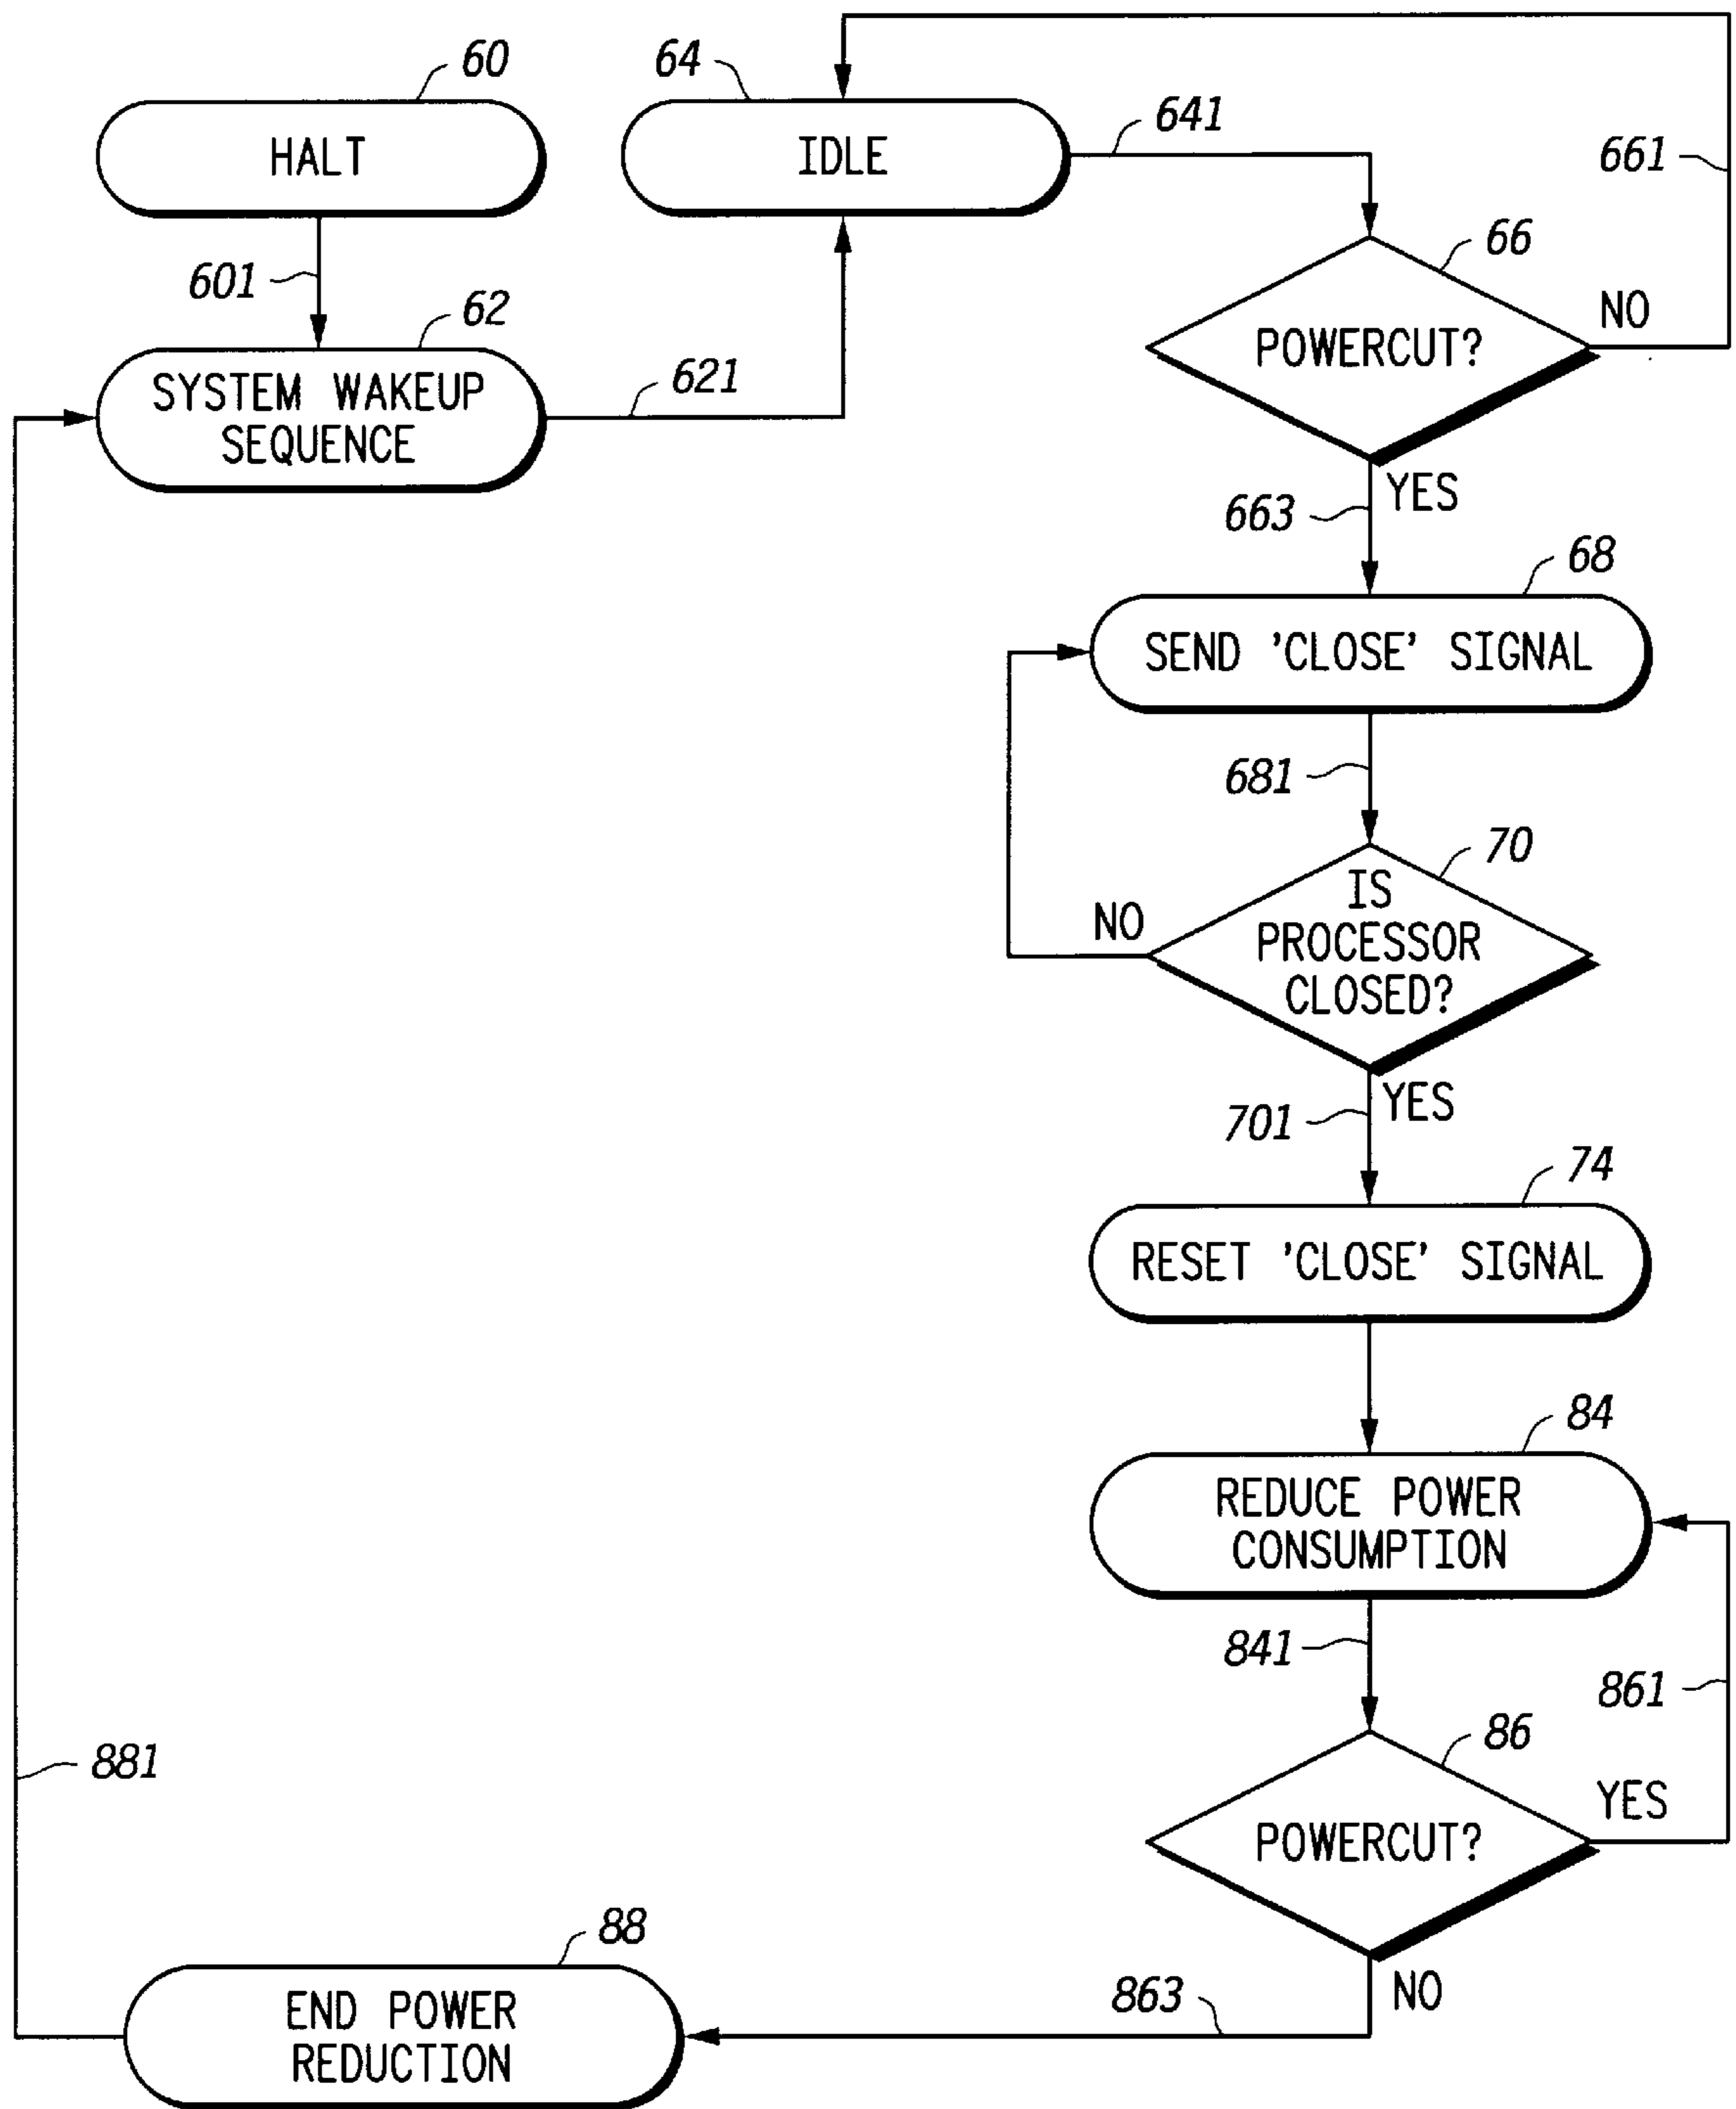 60
64
HALT
IDLE
641
661
601
66
62
POWERCUT?
NO
SYSTEM WAKEUP
SEQUENCE
621
YES
663
68
SEND 'CLOSE' SIGNAL
681
70
IS
PROCESSOR
CLOSED?
NO
YES
701
74
RESET 'CLOSE' SIGNAL
84
REDUCE POWER
CONSUMPTION
841
861
86
881
YES
POWERCUT?
88
NO
863
END POWER
REDUCTION